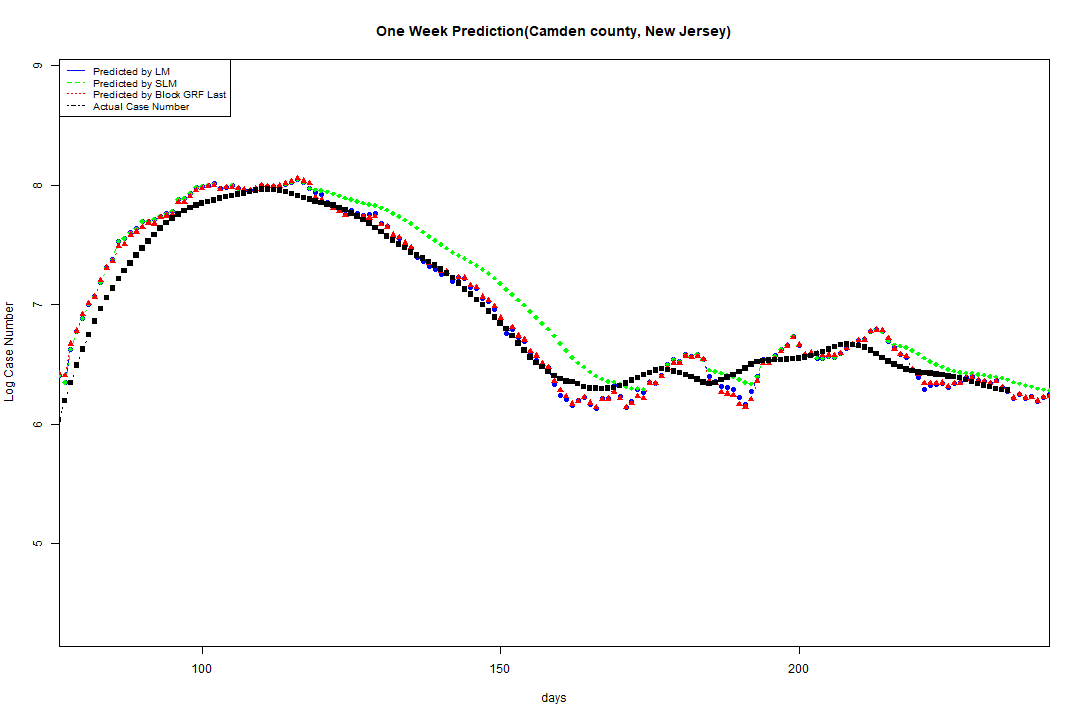 One Week Prediction(Camden county, New Jersey)
9
Predicted by LM
Predicted by SLM
Predicted by Block GRF Last
Actual Case Number
8
7
6
5
Log Case Number
100
150
200
days